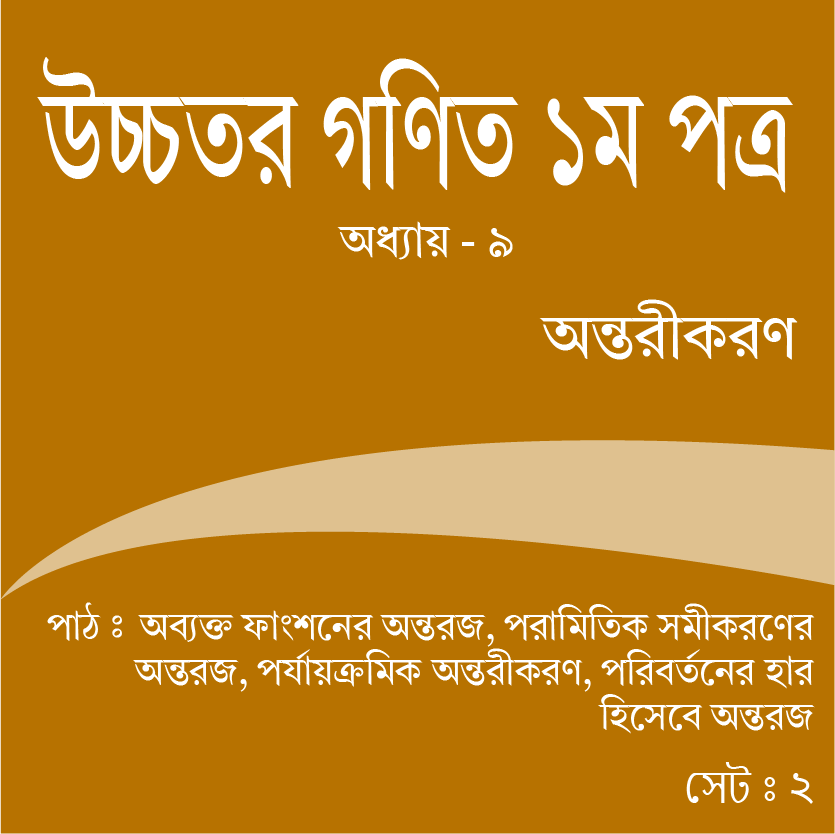 উচ্চতর গণিত ১ম পত্র
অধ্যায় - ৯
অন্তরীকরণ
পাঠ ঃ অব্যক্ত ফাংশনের অন্তরজ, পরামিতিক সমীকরণের
অন্তরজ, পর্যায়ক্রমিক অন্তরীকরণ, পরিবর্তনের হার
হিসেবে অন্তরজ
সেট ঃ ২